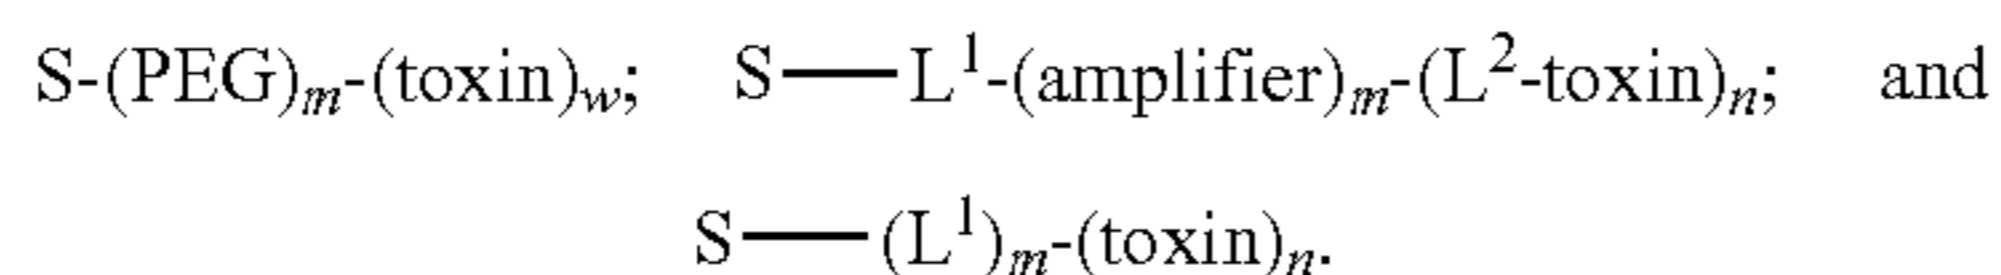 S-(PEG)m-(toxin)w; S—L¹-(amplifier)m-(L²-toxin)n; and
S—(L¹)m-(toxin)n.